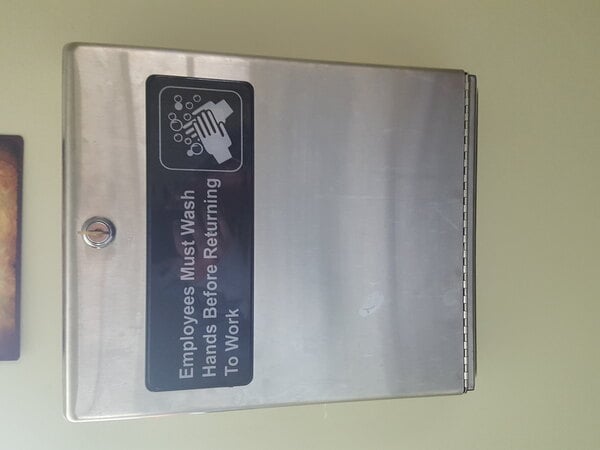 Employees Must Wash
Hands Before Returning
To Work